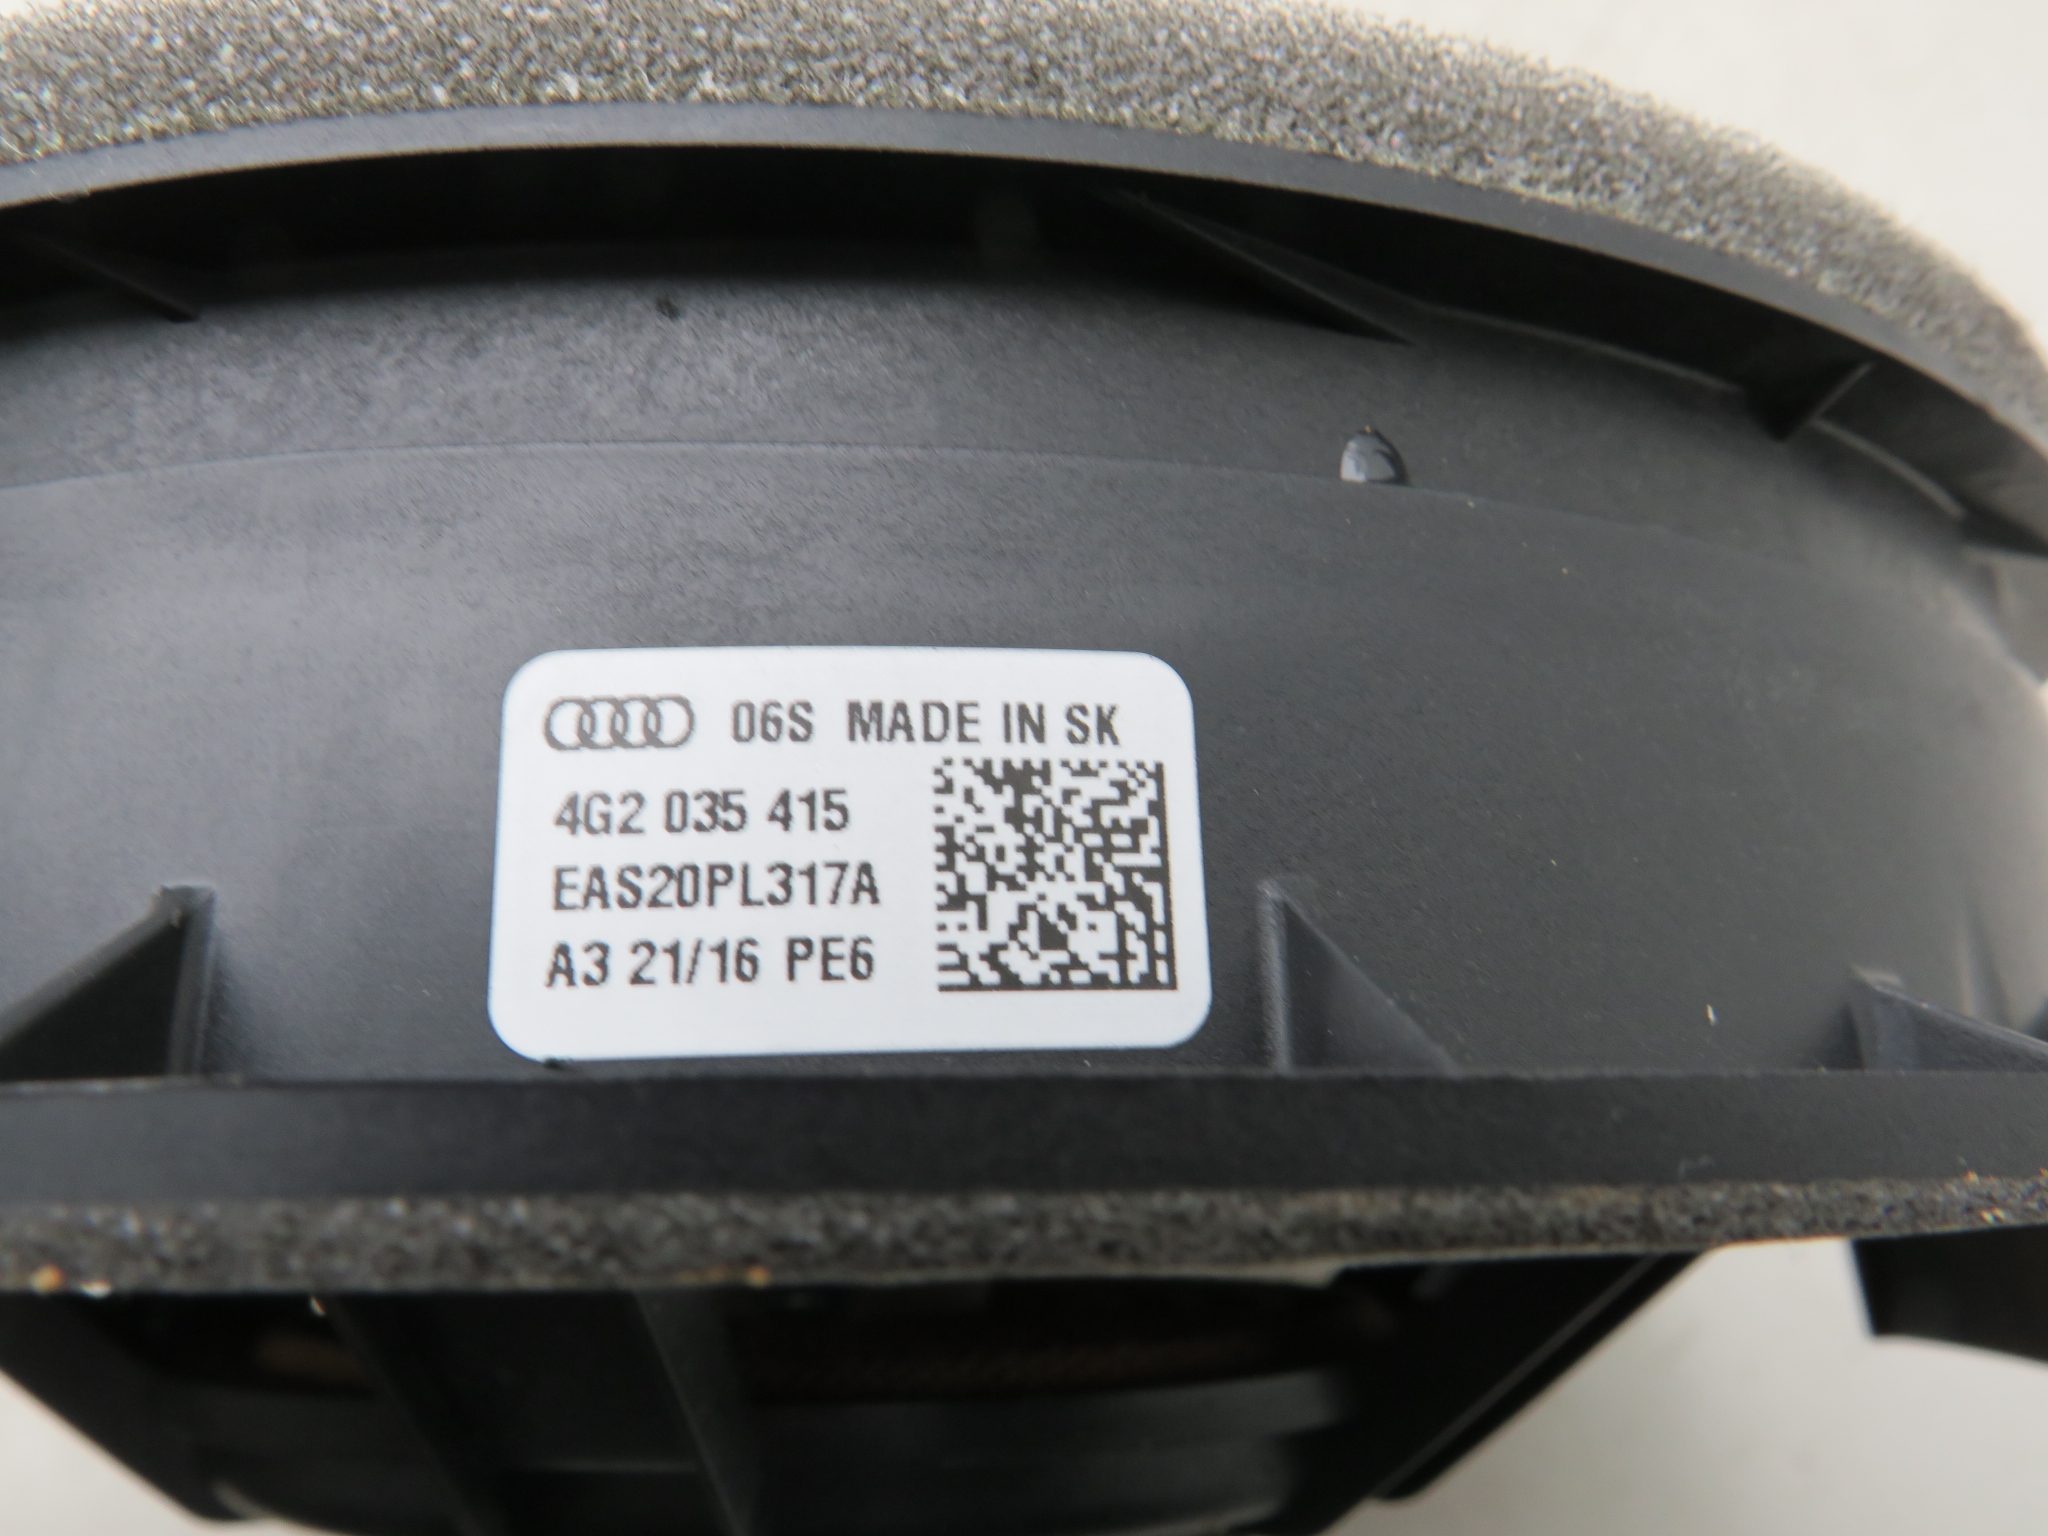 06S MADE IN SK
4G2 035 415
EAS20PL317A
A3 21/16 PE6